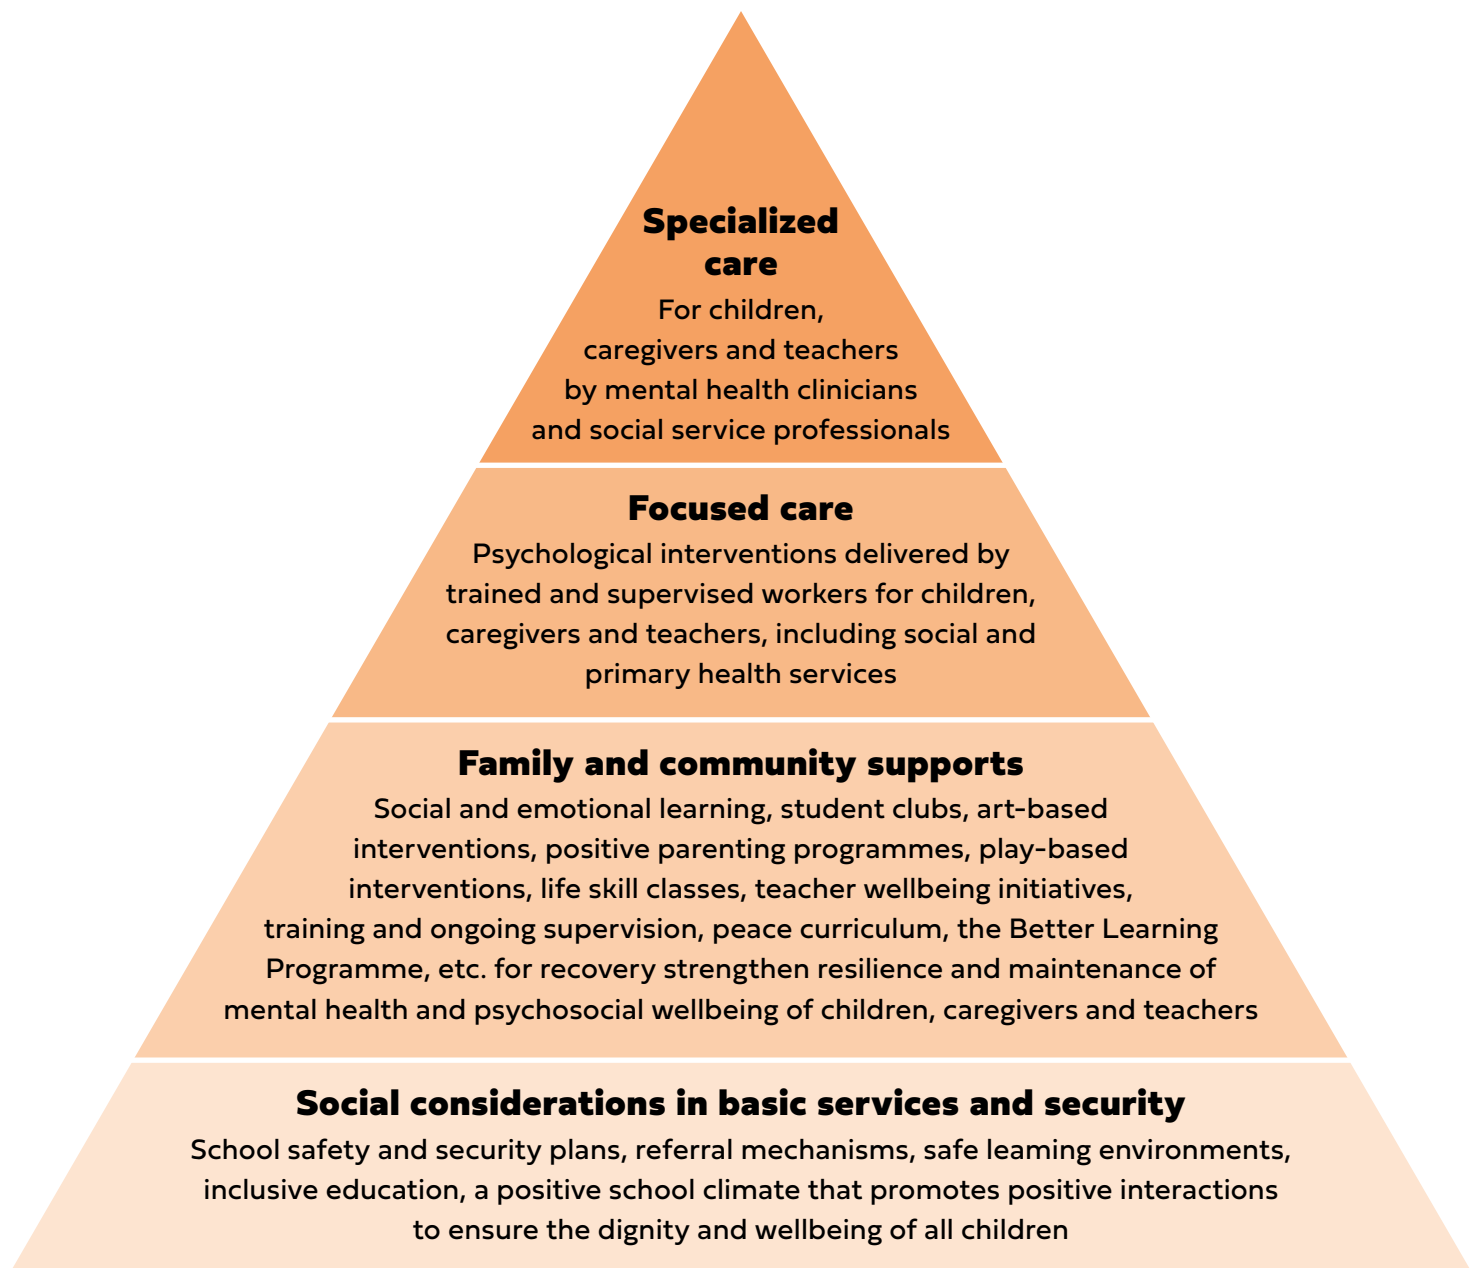 Specialized
care
For children,
caregivers and teachers
by mental health clinicians
and social service professionals
Focused care
Psychological interventions delivered by
trained and supervised workers for children,
caregivers and teachers, including social and
primary health services
Family and community supports
Social and emotional learning, student clubs, art-based
interventions, positive parenting programmes, play-based
interventions, life skill classes, teacher wellbeing initiatives,
training and ongoing supervision, peace curriculum, the Better Learning
Programme, etc. for recovery strengthen resilience and maintenance of
mental health and psychosocial wellbeing of children, caregivers and teachers
Social considerations in basic services and security
School safety and security plans, referral mechanisms, safe leaming environments,
inclusive education, a positive school climate that promotes positive interactions
to ensure the dignity and wellbeing of all children